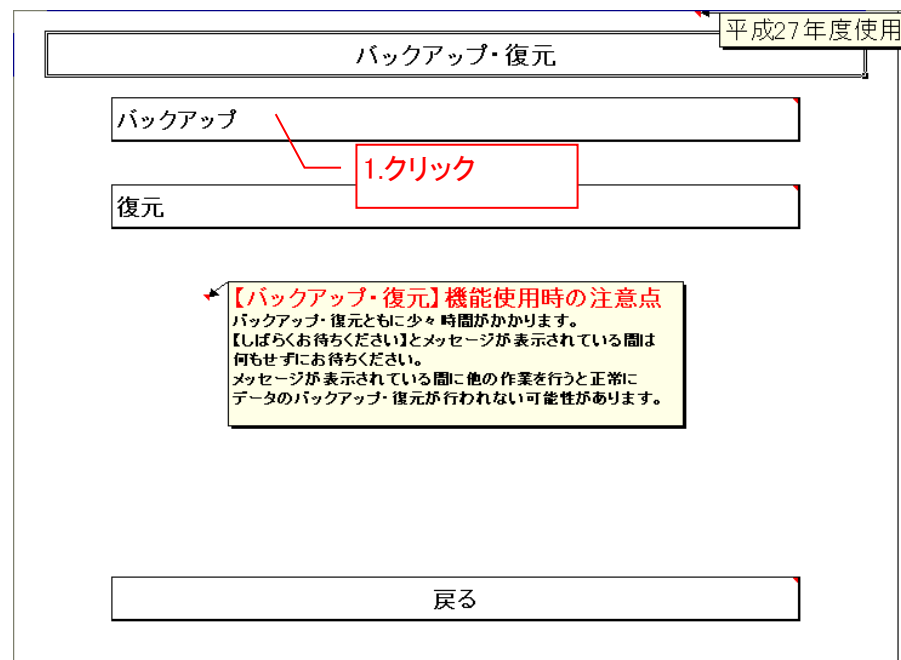 平成27年度使用
バックアップ・復元
バックアップ
1.クリック
復元
【バックアップ・復元】機能使用時の注意点
バックアップ・復元ともに少々時間がかかります。
【しばらくお待ちください】とメッセージが表示されている間は
何もせずにお待ちください。
メッセージが表示されている間に他の作業を行うと正常に
データのバックアップ・復元が行われない可能性があります。
戻る